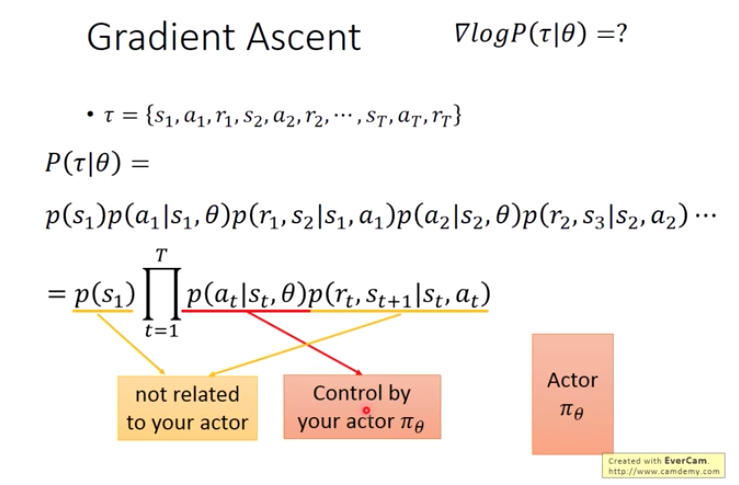 Gradient Ascent
∇logP(τ|θ) =?
• τ = {s₁, a₁, r₁, s₂, a₂, r₂, ⋯ , s_T, a_T, r_T}
P(τ|θ) =
p(s₁)p(a₁|s₁, θ)p(r₁, s₂|s₁, a₁)p(a₂|s₂, θ)p(r₂, s₃|s₂, a₂) ⋯
= p(s₁) ∏_{t=1}^{T} p(a_t|s_t, θ)p(r_t, s_{t+1}|s_t, a_t)
not related
to your actor
Control by
your actor π_θ
Actor
π_θ
Created with EverCam.
http://www.camdemy.com